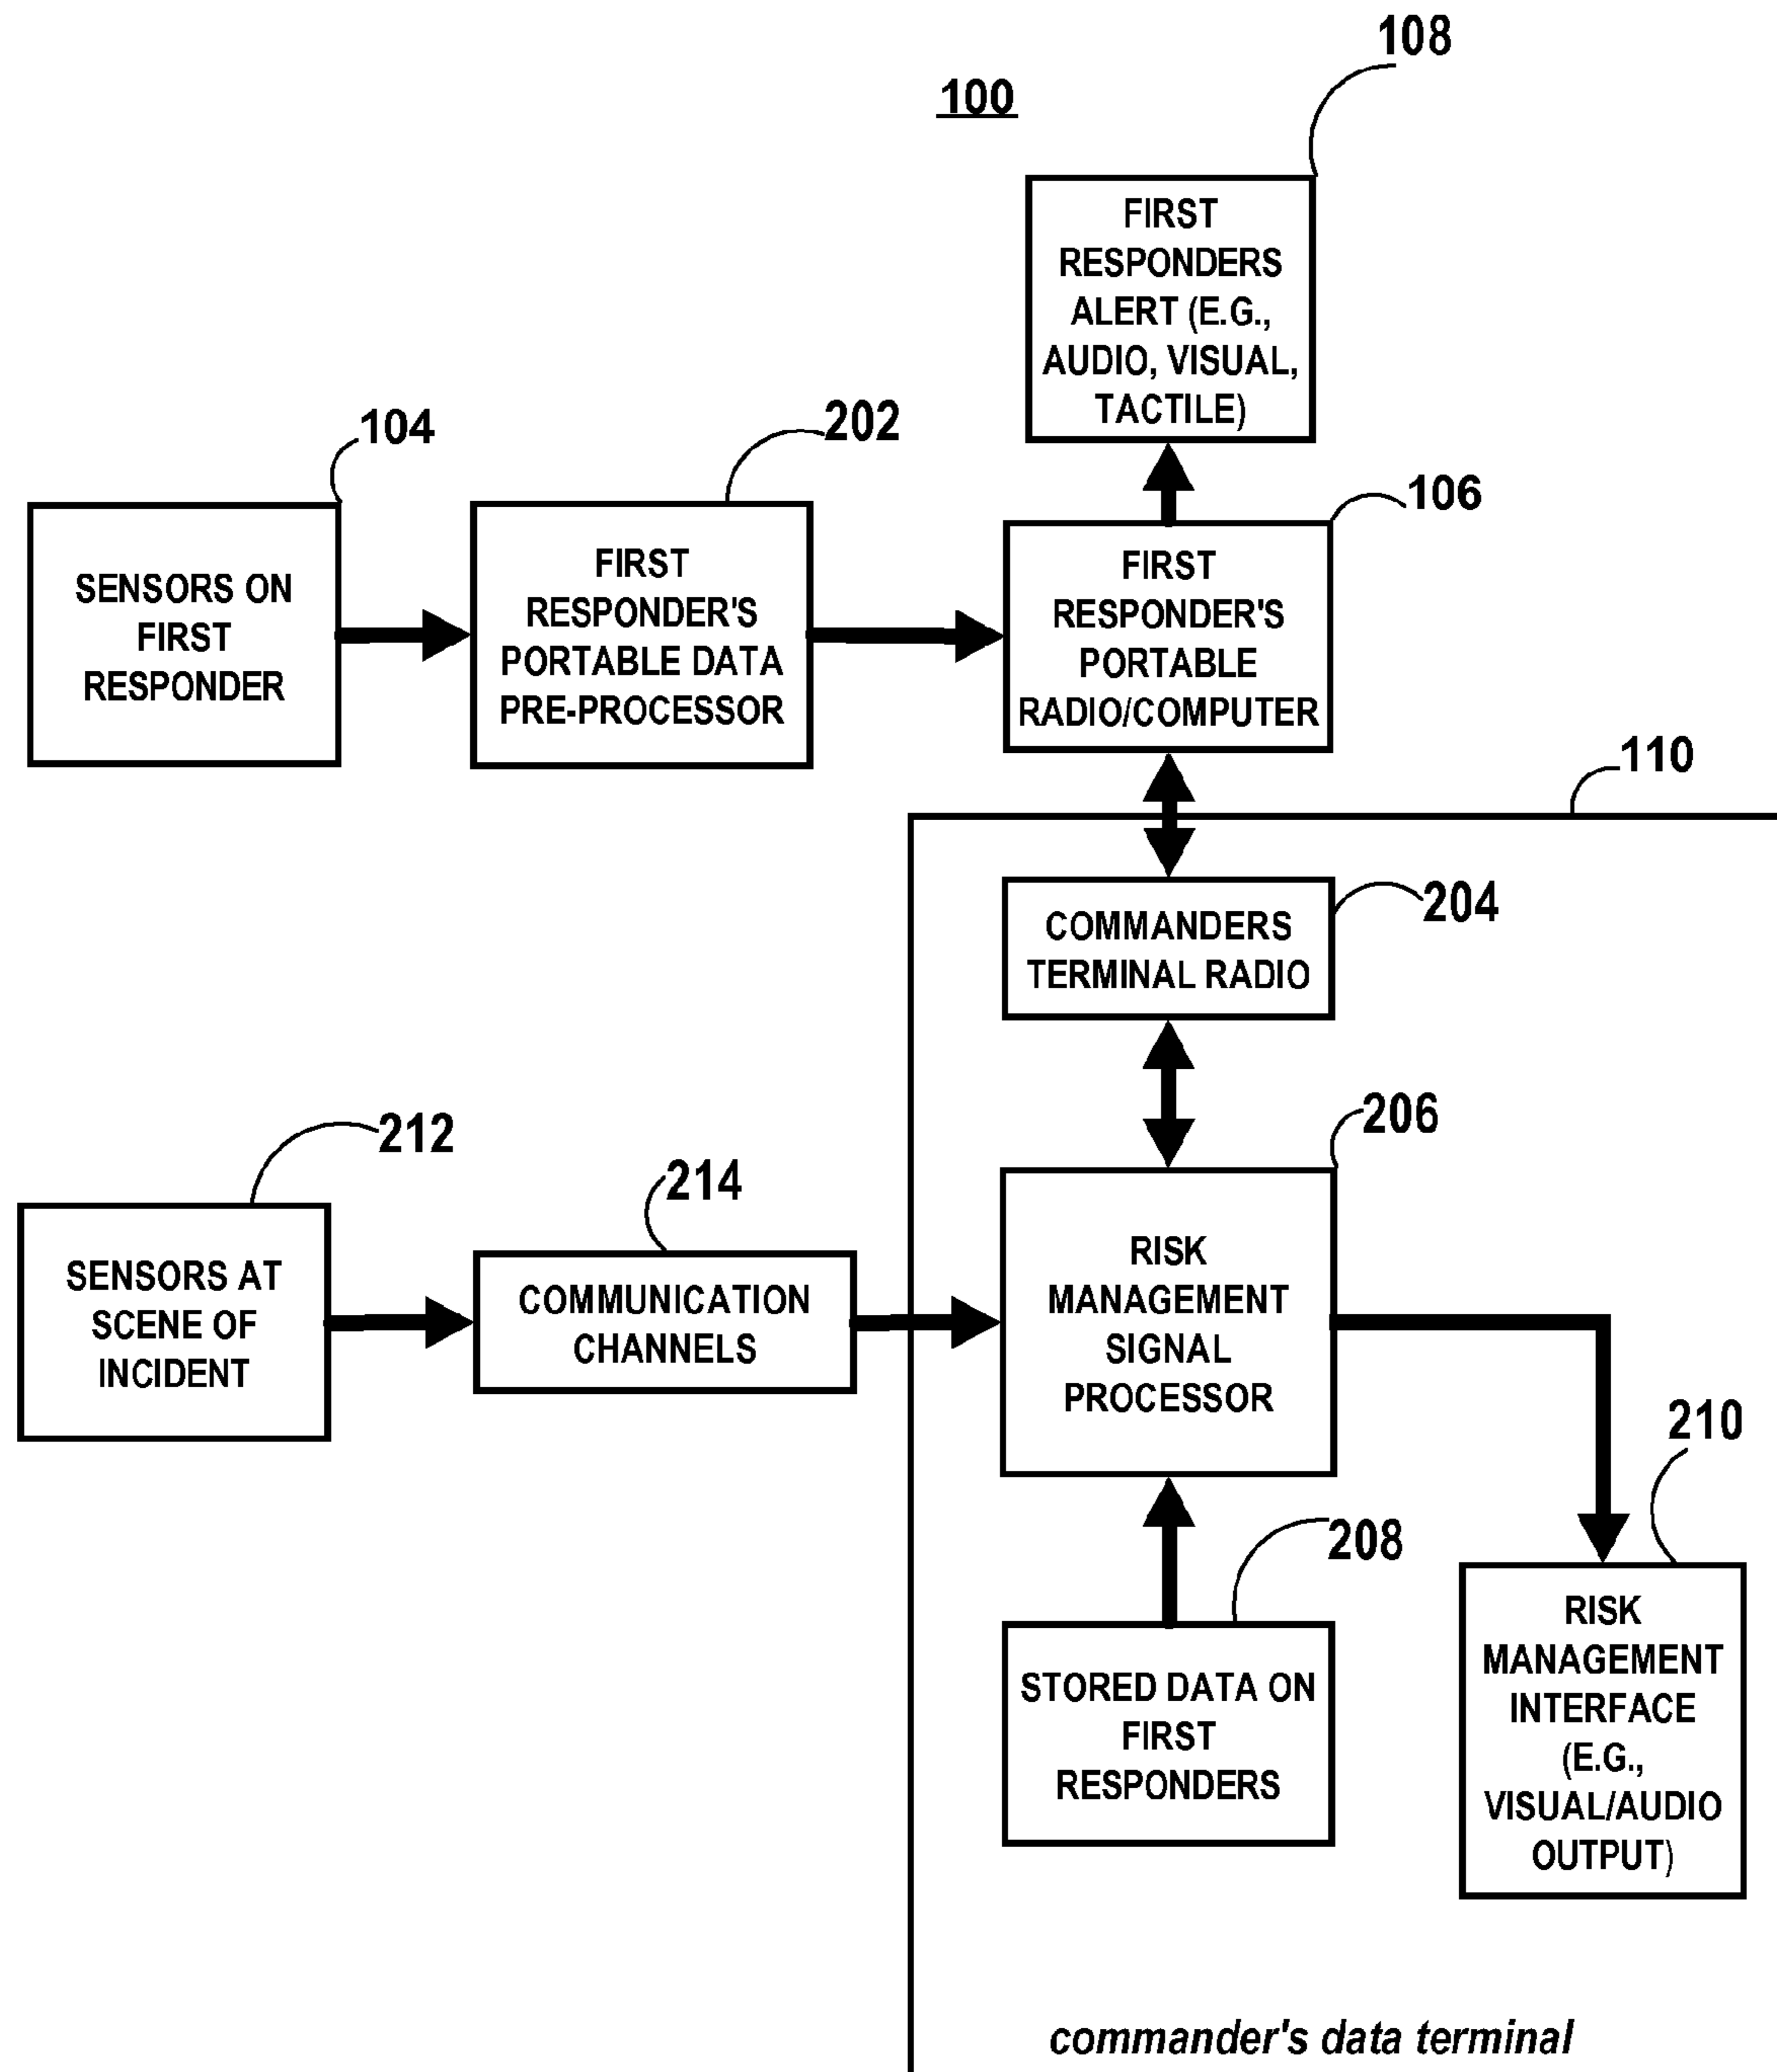 108
100
FIRST
RESPONDERS
ALERT (E.G.,
AUDIO, VISUAL,
TACTILE)
104
202
106
SENSORS ON
FIRST
RESPONDER
FIRST
RESPONDER'S
PORTABLE DATA
PRE-PROCESSOR
FIRST
RESPONDER'S
PORTABLE
RADIO/COMPUTER
110
204
COMMANDERS
TERMINAL RADIO
212
214
206
SENSORS AT
SCENE OF
INCIDENT
COMMUNICATION
CHANNELS
RISK
MANAGEMENT
SIGNAL
PROCESSOR
210
208
STORED DATA ON
FIRST
RESPONDERS
RISK
MANAGEMENT
INTERFACE
(E.G.,
VISUAL/AUDIO
OUTPUT)
commander's data terminal